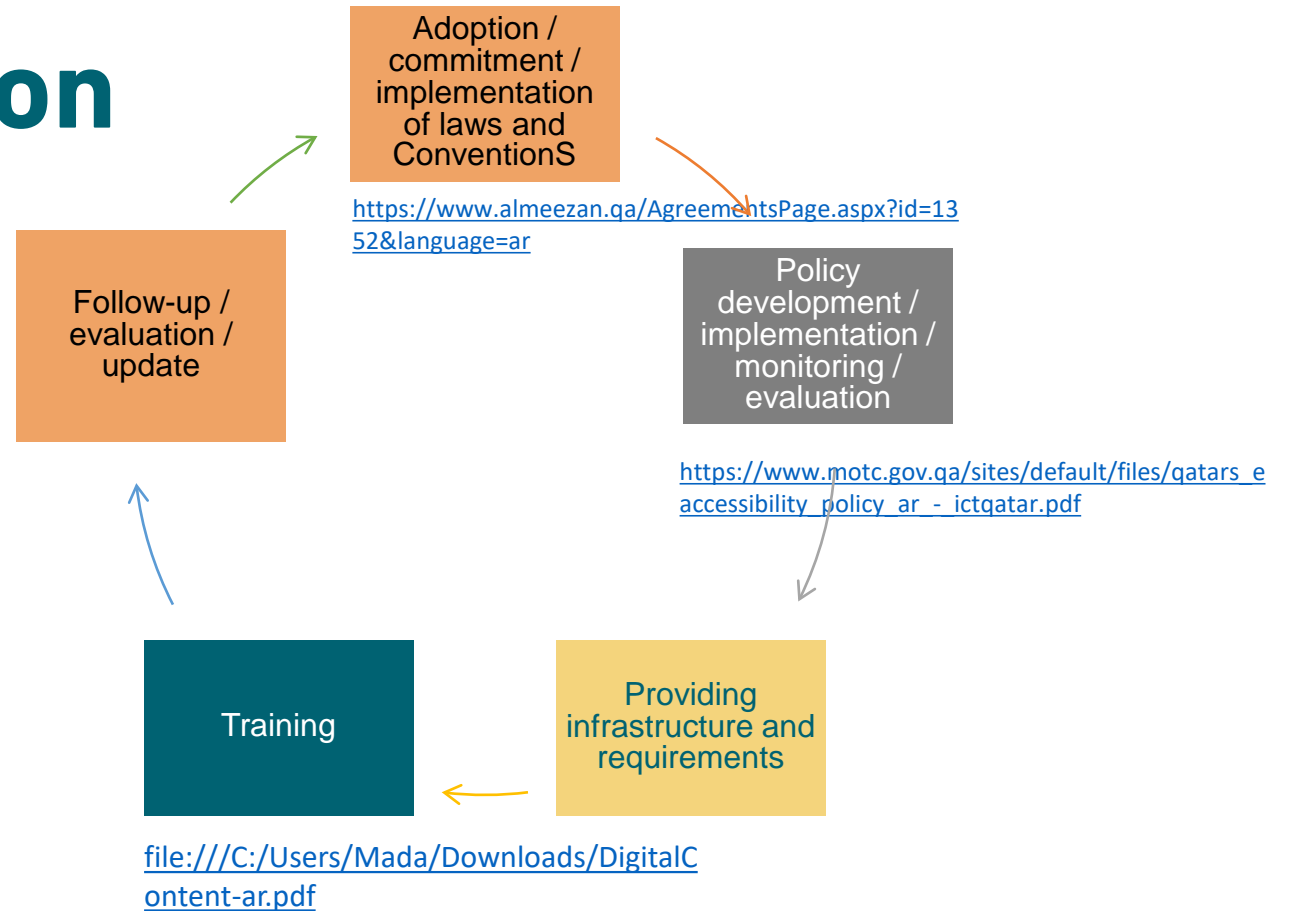 on
Adoption /
commitment /
implementation
of laws and
ConventionS
https://www.almeezan.qa/AgreementsPage.aspx?id=13
52&language=ar
Policy
development /
implementation /
monitoring /
evaluation
https://www.motc.gov.qa/sites/default/files/qatars_e
accessibility_policy_ar_-_ictqatar.pdf
Providing
infrastructure and
requirements
Training
file:///C:/Users/Mada/Downloads/DigitalC
ontent-ar.pdf
Follow-up /
evaluation /
update